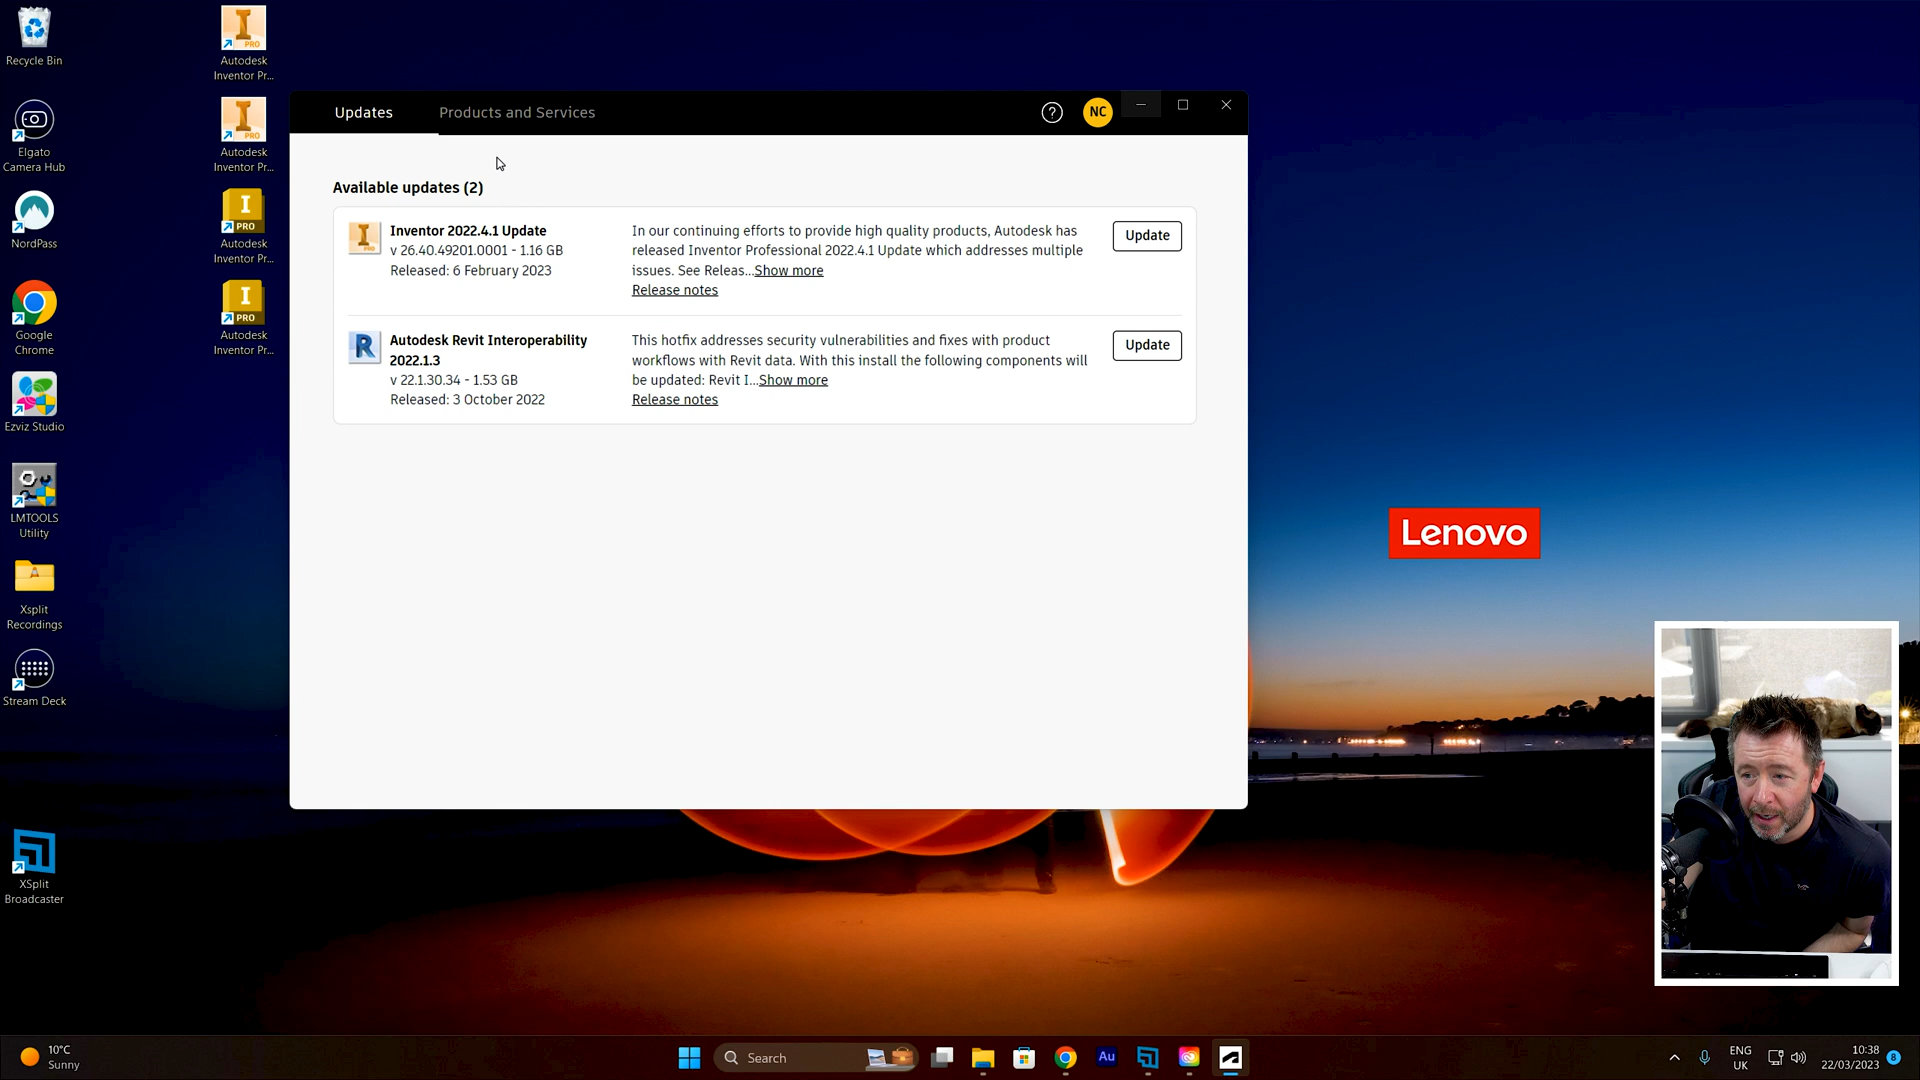 Recycle Bin
Autodesk
Inventor Pr...
Elgato
Camera Hub
Autodesk
Inventor Pr...
NordPass
Autodesk
Inventor Pr...
Google
Chrome
Autodesk
Inventor Pr...
Ezviz Studio
LMTOOLS
Utility
Xsplit
Recordings
Stream Deck
XSplit
Broadcaster
I PRO
I PRO
I
PRO
I
PRO
Updates
Products and Services
?
NC
Available updates (2)
I PRO
Inventor 2022.4.1 Update
v 26.40.49201.0001 - 1.16 GB
Released: 6 February 2023
In our continuing efforts to provide high quality products, Autodesk has
released Inventor Professional 2022.4.1 Update which addresses multiple
issues. See Releas...Show more
Release notes
Update
R
Autodesk Revit Interoperability
2022.1.3
v 22.1.30.34 - 1.53 GB
Released: 3 October 2022
This hotfix addresses security vulnerabilities and fixes with product
workflows with Revit data. With this install the following components will
be updated: Revit I...Show more
Release notes
Update
Lenovo
10°C
Sunny
Search
Au
ENG
UK
10:38
22/03/2023
8